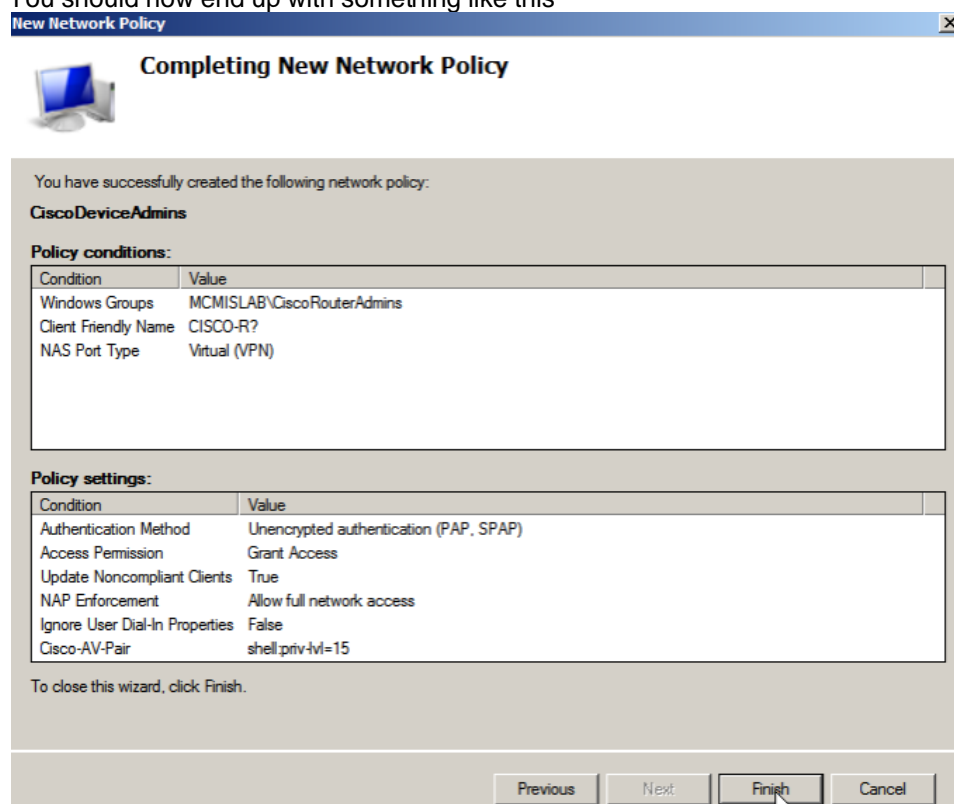 You should now end up with something like this
New Network Policy
Completing New Network Policy
You have successfully created the following network policy:
CiscoDeviceAdmins
Policy conditions:
Condition Value
Windows Groups MCMISLAB\CiscoRouterAdmins
Client Friendly Name CISCO-R?
NAS Port Type Virtual (VPN)
Policy settings:
Condition Value
Authentication Method Unencrypted authentication (PAP, SPAP)
Access Permission Grant Access
Update Noncompliant Clients True
NAP Enforcement Allow full network access
Ignore User Dial-In Properties False
Cisco-AV-Pair shell:priv-lvl=15
To close this wizard, click Finish.
Previous Next Finish Cancel